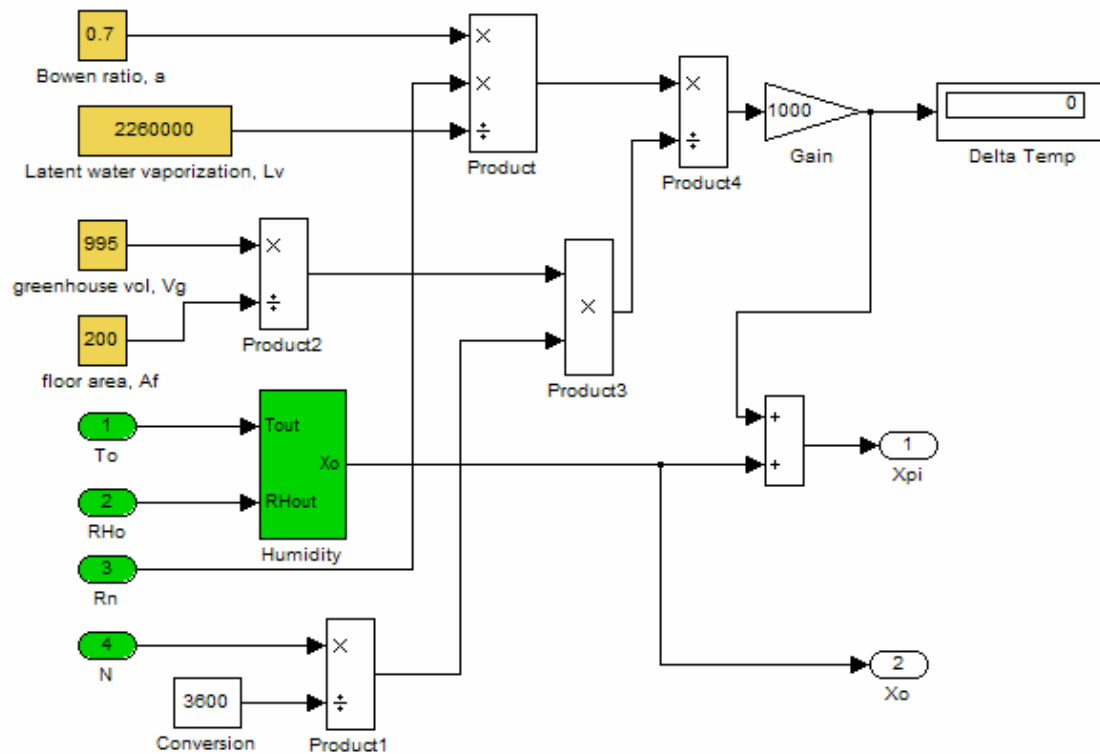 0.7
Bowen ratio, a
2260000
Latent water vaporization, Lv
×
×
÷
Product
×
÷
Product4
1000
Gain
0
Delta Temp
995
greenhouse vol, Vg
200
floor area, Af
×
÷
Product2
×
Product3
1
To
2
RHo
3
Rn
4
N
Tout
Xo
RHout
Humidity
+
+
1
Xpi
2
Xo
3600
Conversion
×
÷
Product1